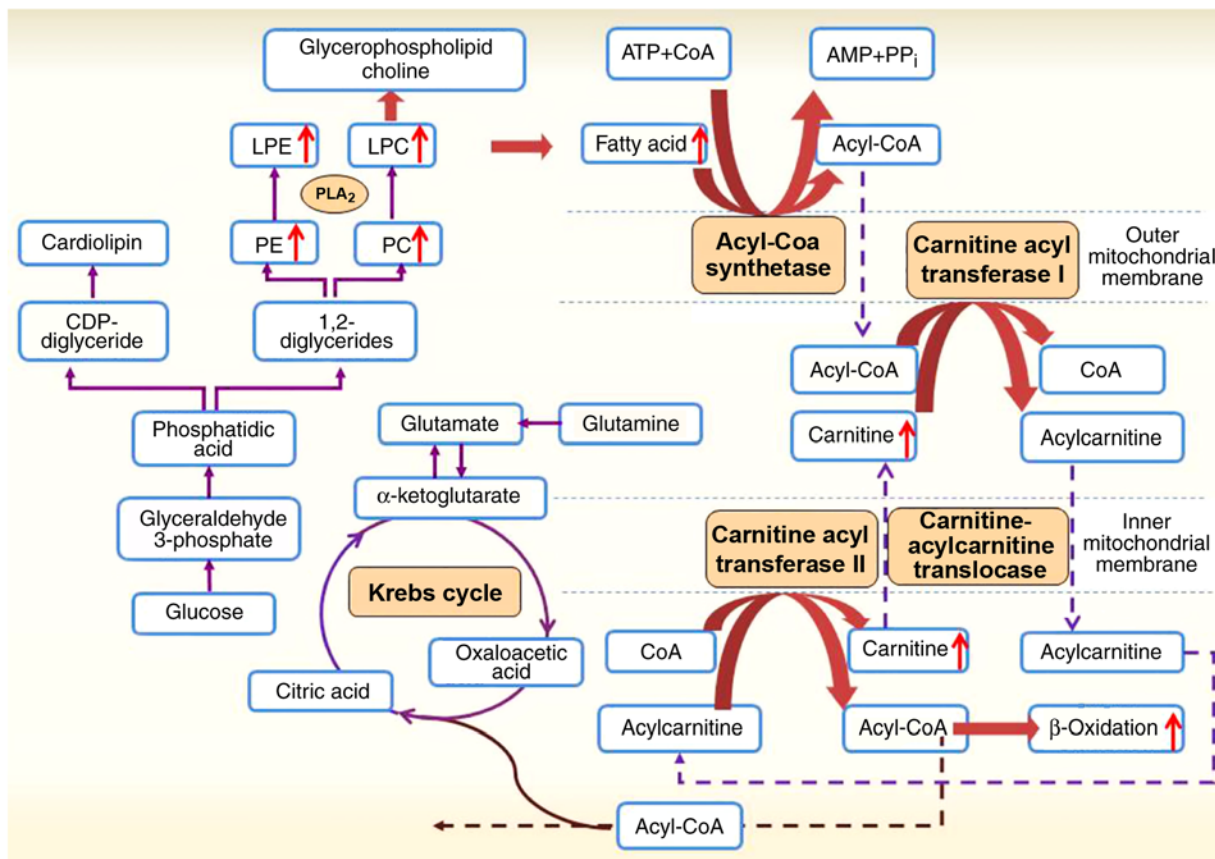 Glycerophospholipid
choline
ATP+CoA
AMP+PPi
LPE
LPC
Fatty acid
Acyl-CoA
PLA2
Cardiolipin
PE
PC
Acyl-Coa
synthetase
Carnitine acyl
transferase I
Outer
mitochondrial
membrane
CDP-
diglyceride
1,2-
diglycerides
Acyl-CoA
CoA
Phosphatidic
acid
Glutamate
Glutamine
Carnitine
Acylcarnitine
α-ketoglutarate
Glyceraldehyde
3-phosphate
Carnitine acyl
transferase II
Carnitine-
acylcarnitine
translocase
Inner
mitochondrial
membrane
Glucose
Krebs cycle
Oxaloacetic
acid
CoA
Carnitine
Acylcarnitine
Citric acid
Acylcarnitine
Acyl-CoA
β-Oxidation
Acyl-CoA